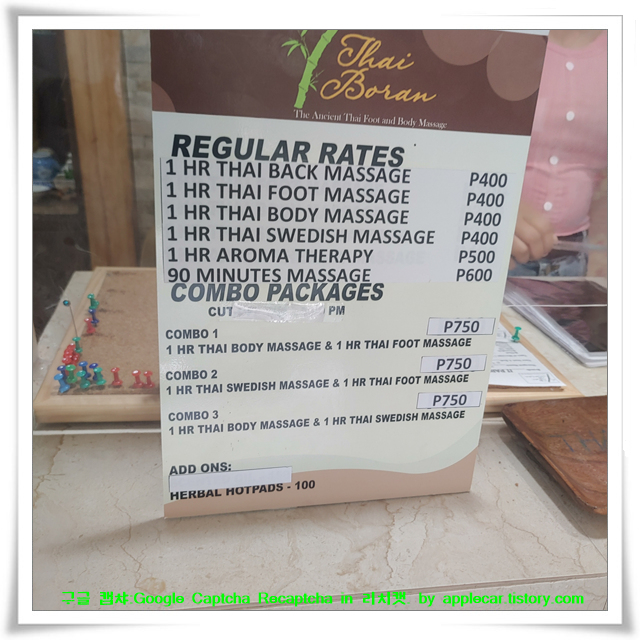 Thai
Boran
The Ancient Thai Foot and Body Massage
REGULAR RATES
1 HR THAI BACK MASSAGE P400
1 HR THAI FOOT MASSAGE P400
1 HR THAI BODY MASSAGE P400
1 HR THAI SWEDISH MASSAGE P400
1 HR AROMA THERAPY P500
90 MINUTES MASSAGE P600
COMBO PACKAGES
CUT PM
P750
COMBO 1
1 HR THAI BODY MASSAGE & 1 HR THAI FOOT MASSAGE
P750
COMBO 2
1 HR THAI SWEDISH MASSAGE & 1 HR THAI FOOT MASSAGE
P750
COMBO 3
1 HR THAI BODY MASSAGE & 1 HR THAI SWEDISH MASSAGE
ADD ONS:
HERBAL HOTPADS - 100
구글 캡챠:Google Captcha Recaptcha in 리치캣. by applecar.tistory.com